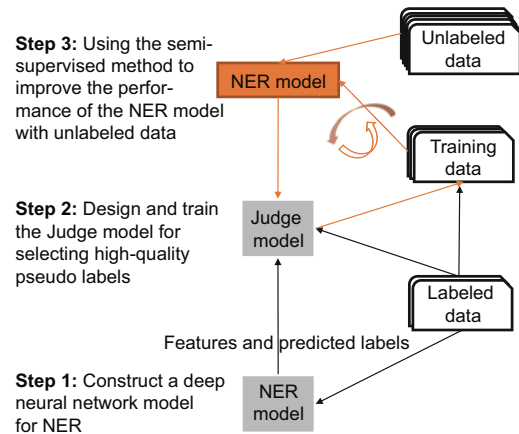 Step 3: Using the semi-
supervised method to
improve the perfor-
mance of the NER model
with unlabeled data
Unlabeled
data
NER model
Training
data
Step 2: Design and train
the Judge model for
selecting high-quality
pseudo labels
Judge
model
Labeled
data
Features and predicted labels
Step 1: Construct a deep
neural network model
for NER
NER
model